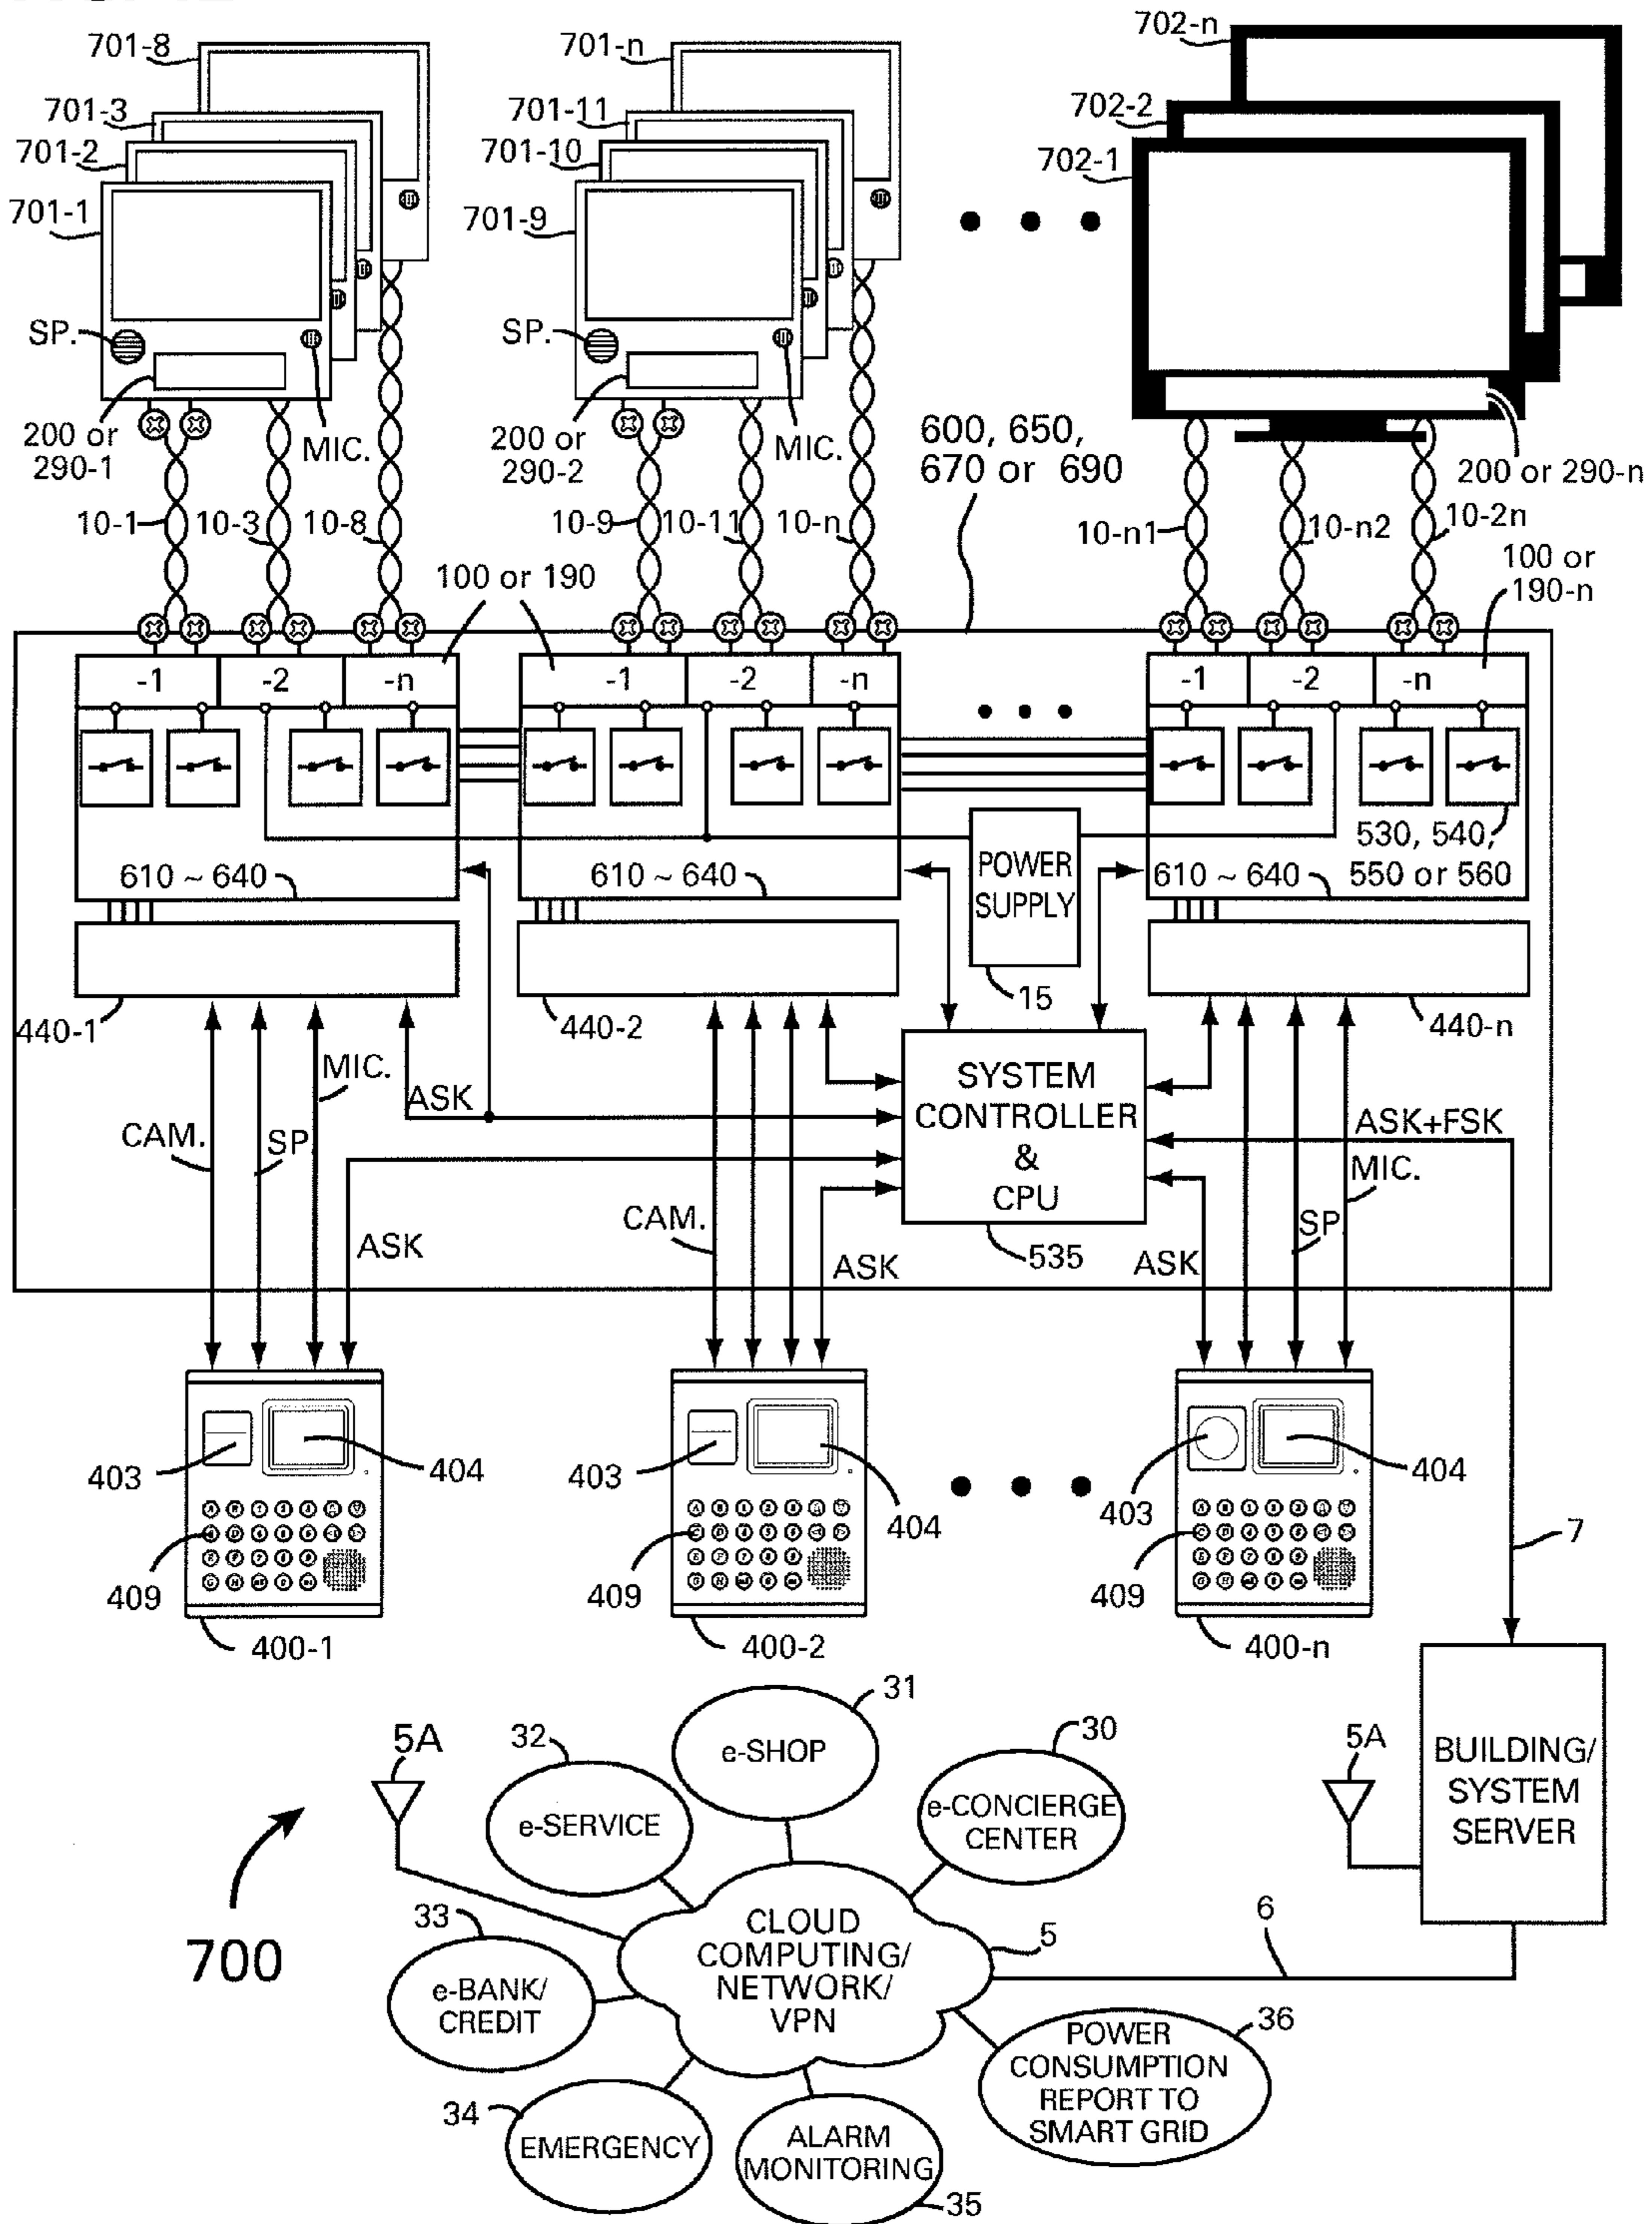 702-n
701-8
701-n
702-2
701-3
701-11
702-1
701-2
701-10
701-1
701-9
SP.
SP.
200 or
290-1
MIC.
200 or
290-2
MIC.
600, 650,
670 or 690
200 or 290-n
10-1
10-3
10-8
10-9
10-11
10-n
10-n1
10-n2
10-2n
100 or 190
100 or
190-n
-1
-2
-n
-1
-2
-n
-1
-2
-n
530, 540,
550 or 560
610 ~ 640
610 ~ 640
610 ~ 640
POWER
SUPPLY
15
440-1
440-2
440-n
MIC.
ASK
CAM.
SP
SYSTEM
CONTROLLER
&
CPU
535
ASK+FSK
MIC.
CAM.
SP
ASK
ASK
ASK
403
404
403
404
403
404
409
409
409
7
400-1
400-2
400-n
31
5A
32
e-SHOP
30
5A
BUILDING/
SYSTEM
SERVER
e-SERVICE
e-CONCIERGE
CENTER
700
33
CLOUD
COMPUTING/
NETWORK/
VPN
5
6
e-BANK/
CREDIT
36
POWER
CONSUMPTION
REPORT TO
SMART GRID
34
EMERGENCY
ALARM
MONITORING
35